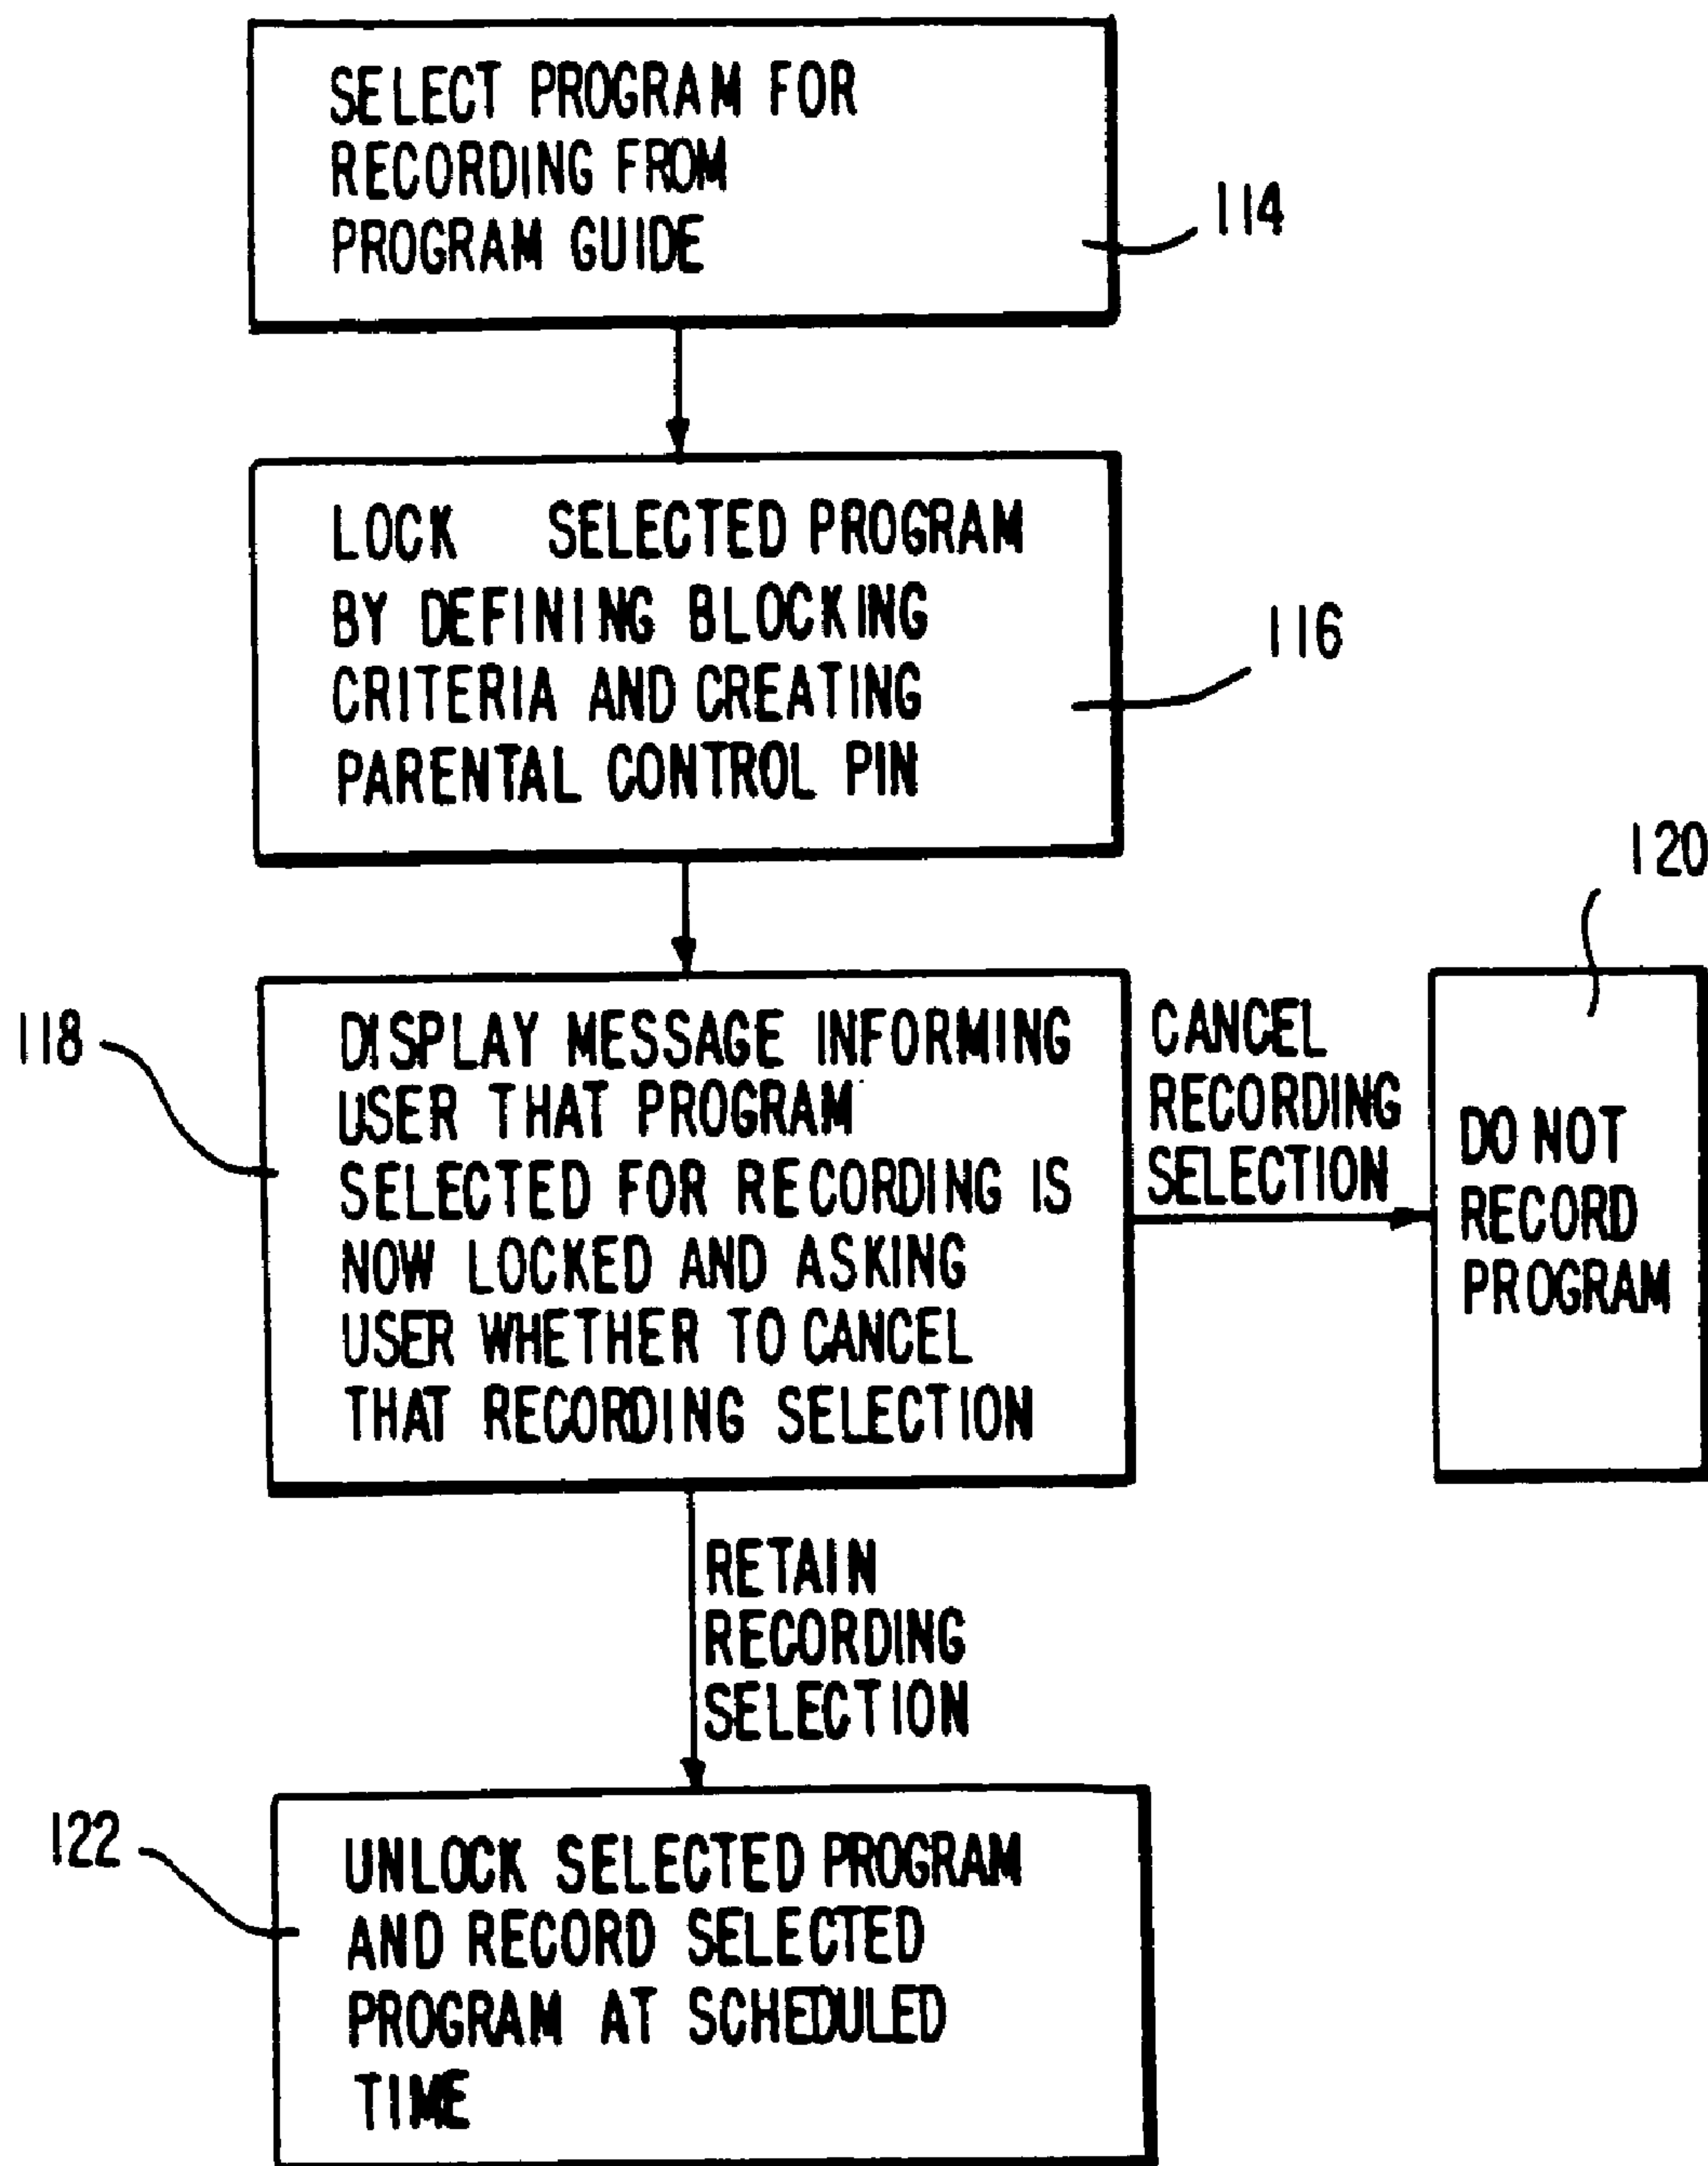 SELECT PROGRAM FOR
RECORDING FROM
PROGRAM GUIDE
114
LOCK SELECTED PROGRAM
BY DEFINING BLOCKING
CRITERIA AND CREATING
PARENTAL CONTROL PIN
116
118
DISPLAY MESSAGE INFORMING
USER THAT PROGRAM
SELECTED FOR RECORDING IS
NOW LOCKED AND ASKING
USER WHETHER TO CANCEL
THAT RECORDING SELECTION
CANCEL
RECORDING
SELECTION
120
DO NOT
RECORD
PROGRAM
RETAIN
RECORDING
SELECTION
122
UNLOCK SELECTED PROGRAM
AND RECORD SELECTED
PROGRAM AT SCHEDULED
TIME